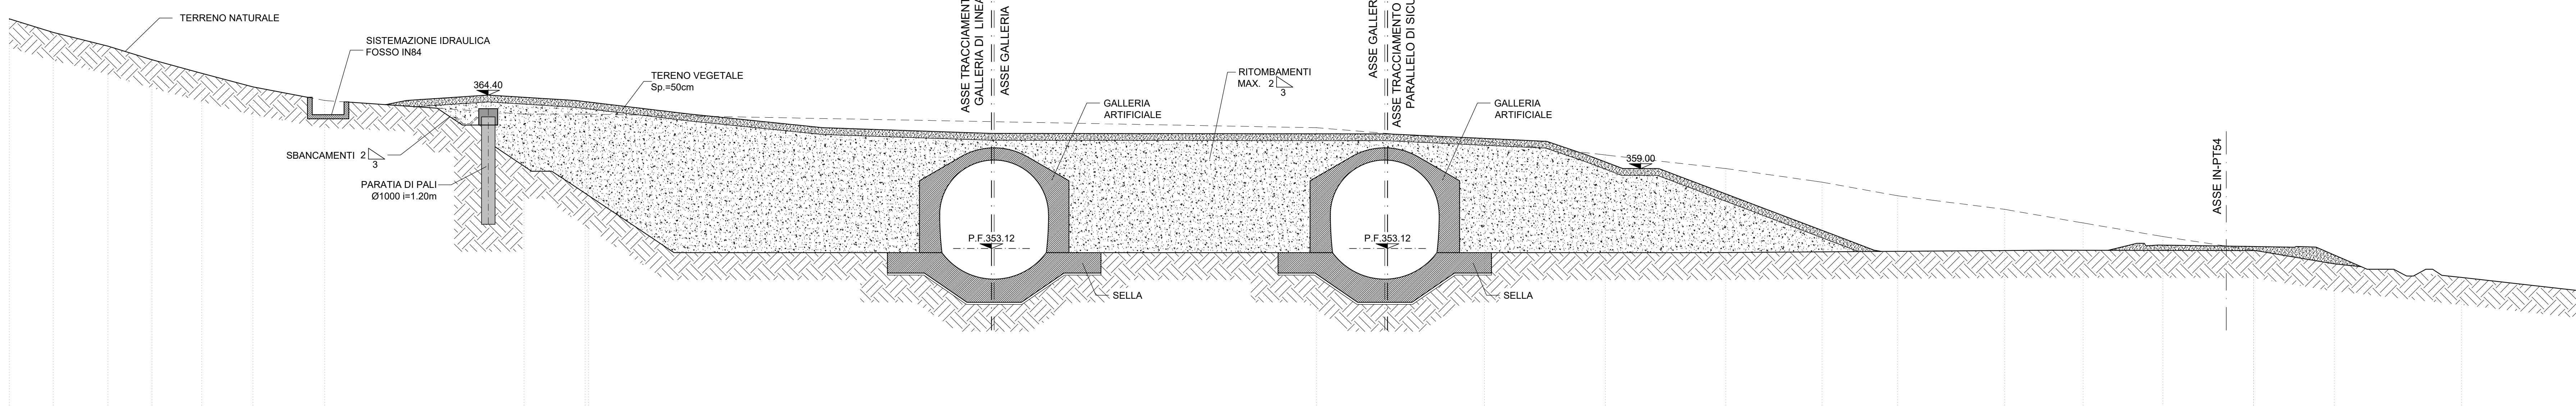 TERRENO NATURALE
SISTEMAZIONE IDRAULICA
FOSSO IN84
364.40
TERENO VEGETALE
Sp.=50cm
SBANCAMENTI 2
3
PARATIA DI PALI
Ø1000 i=1.20m
ASSE TRACCIAMENT
GALLERIA DI LINEA
ASSE GALLERIA
GALLERIA
ARTIFICIALE
P.F.353.12
SELLA
RITOMBAMENTI
MAX. 2
3
ASSE GALLER
ASSE TRACCIAMENTO
PARALLELO DI SICU
GALLERIA
ARTIFICIALE
P.F.353.12
SELLA
359.00
ASSE IN-PT54